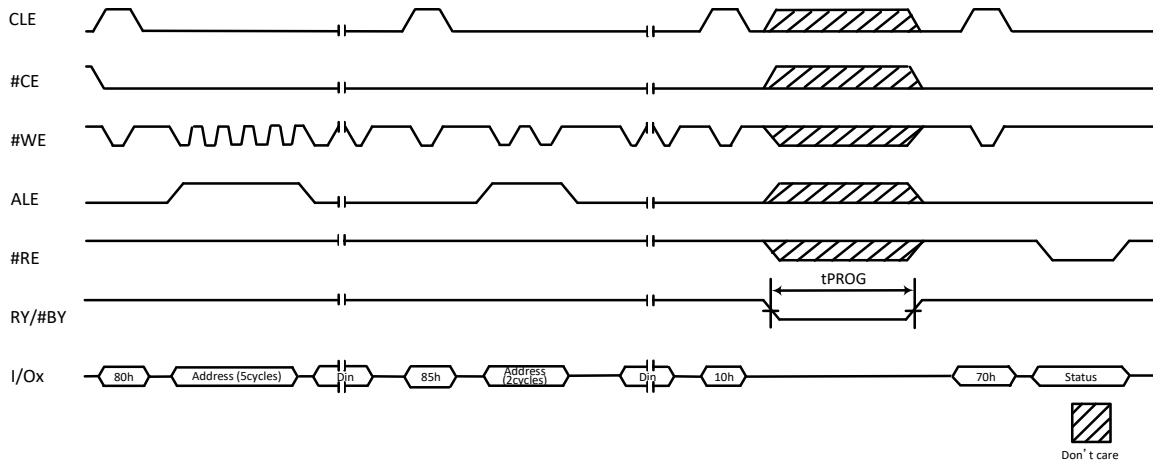 CLE
#CE
#WE
ALE
#RE
tPROG
RY/#BY
I/Ox
80h
Address (5cycles)
Din
85h
Address
(2cycles)
Din
10h
70h
Status
Don't care